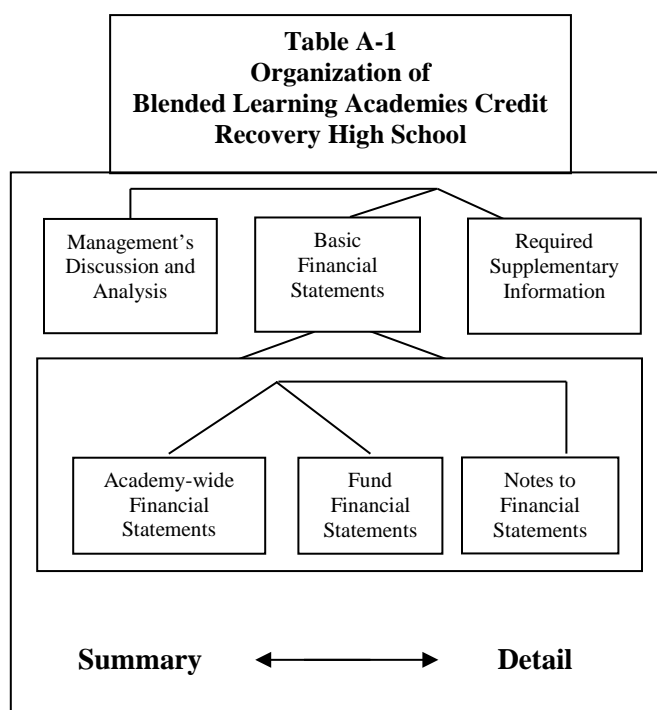 Table A-1
Organization of
Blended Learning Academies Credit
Recovery High School
Management’s
Discussion and
Analysis
Basic
Financial
Statements
Required
Supplementary
Information
Academy-wide
Financial
Statements
Fund
Financial
Statements
Notes to
Financial
Statements
Summary
Detail